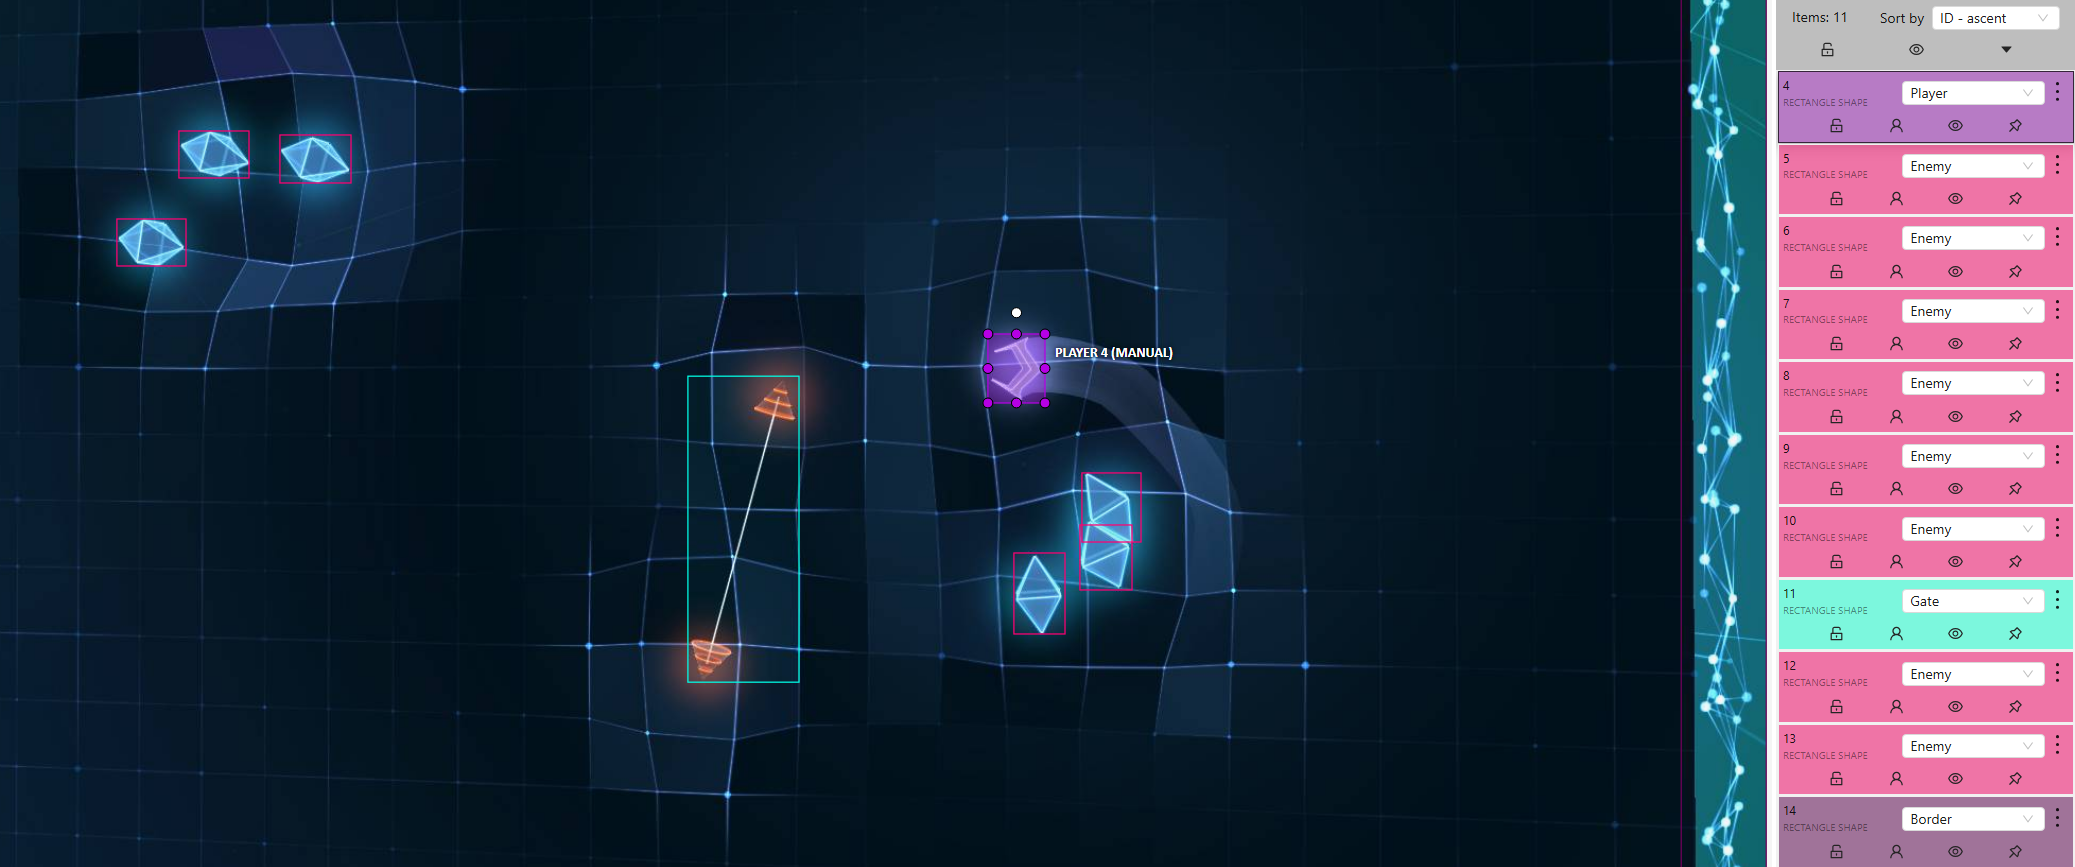 Items: 11
Sort by
ID - ascent
4
RECTANGLE SHAPE
Player
5
RECTANGLE SHAPE
Enemy
6
RECTANGLE SHAPE
Enemy
7
RECTANGLE SHAPE
Enemy
8
RECTANGLE SHAPE
Enemy
9
RECTANGLE SHAPE
Enemy
10
RECTANGLE SHAPE
Enemy
11
RECTANGLE SHAPE
Gate
12
RECTANGLE SHAPE
Enemy
13
RECTANGLE SHAPE
Enemy
14
RECTANGLE SHAPE
Border
PLAYER 4 (MANUAL)